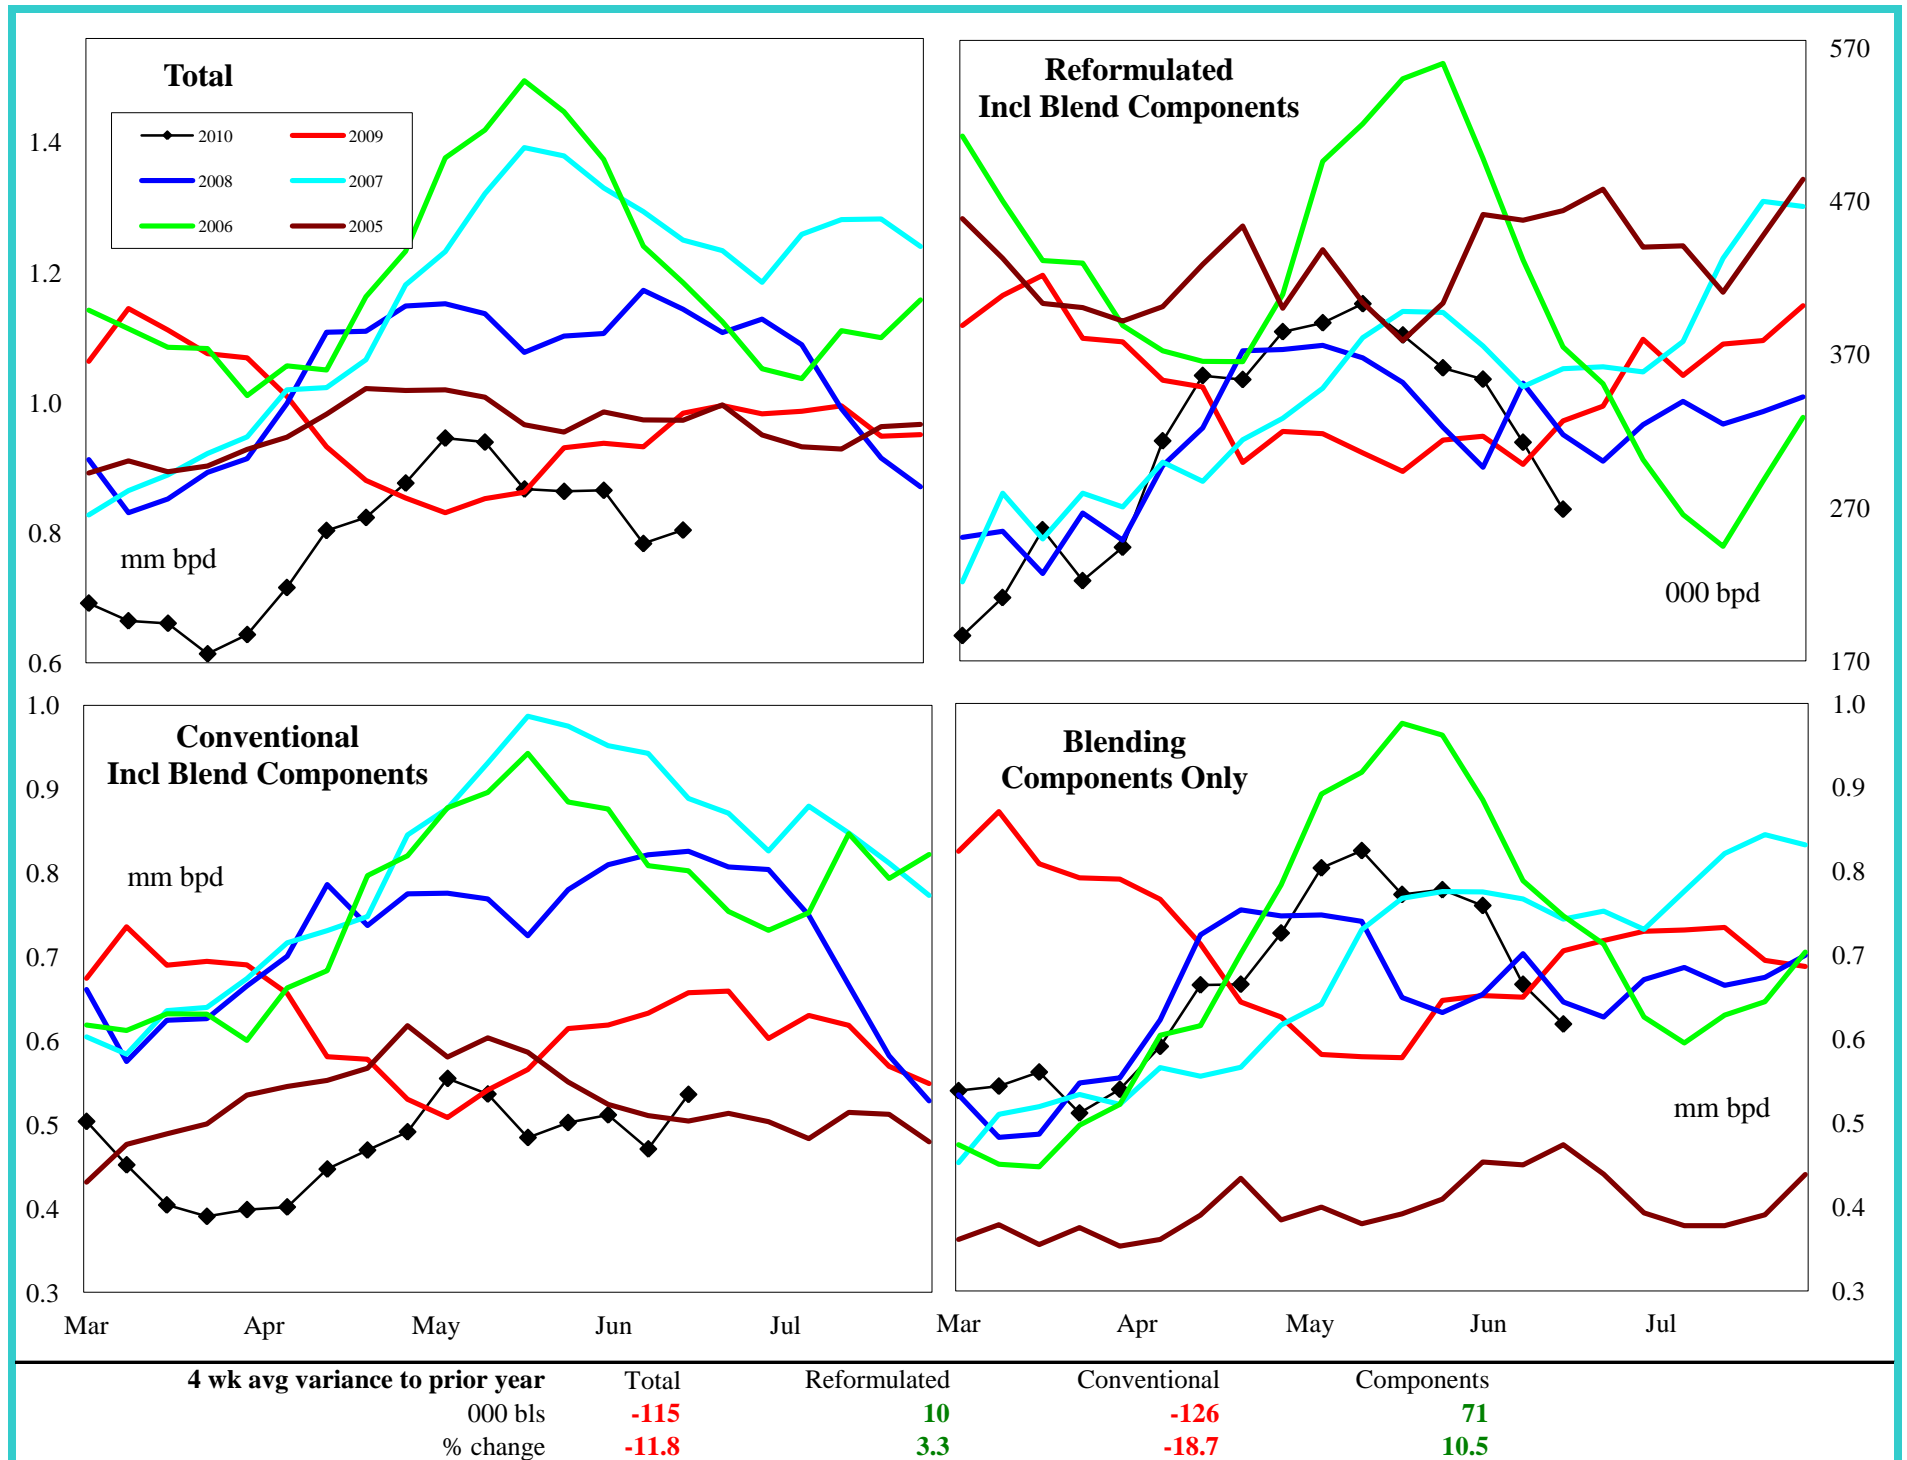 Total
2010
2009
2008
2007
2006
2005
1.4
1.2
1.0
0.8
0.6
mm bpd
Reformulated
Incl Blend Components
570
470
370
270
170
000 bpd
Conventional
Incl Blend Components
mm bpd
1.0
0.9
0.8
0.7
0.6
0.5
0.4
0.3
Mar Apr May Jun Jul
Blending
Components Only
1.0
0.9
0.8
0.7
0.6
0.5
0.4
0.3
mm bpd
Mar Apr May Jun Jul
4 wk avg variance to prior year Total Reformulated Conventional Components
000 bls -115 10 -126 71
% change -11.8 3.3 -18.7 10.5